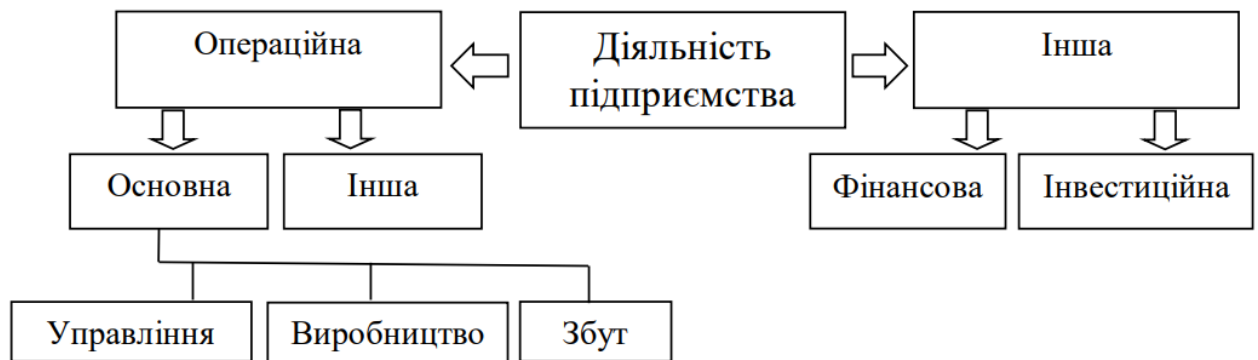 Операційна
Діяльність
підприємства
Інша
Основна
Інша
Фінансова
Інвестиційна
Управління
Виробництво
Збут